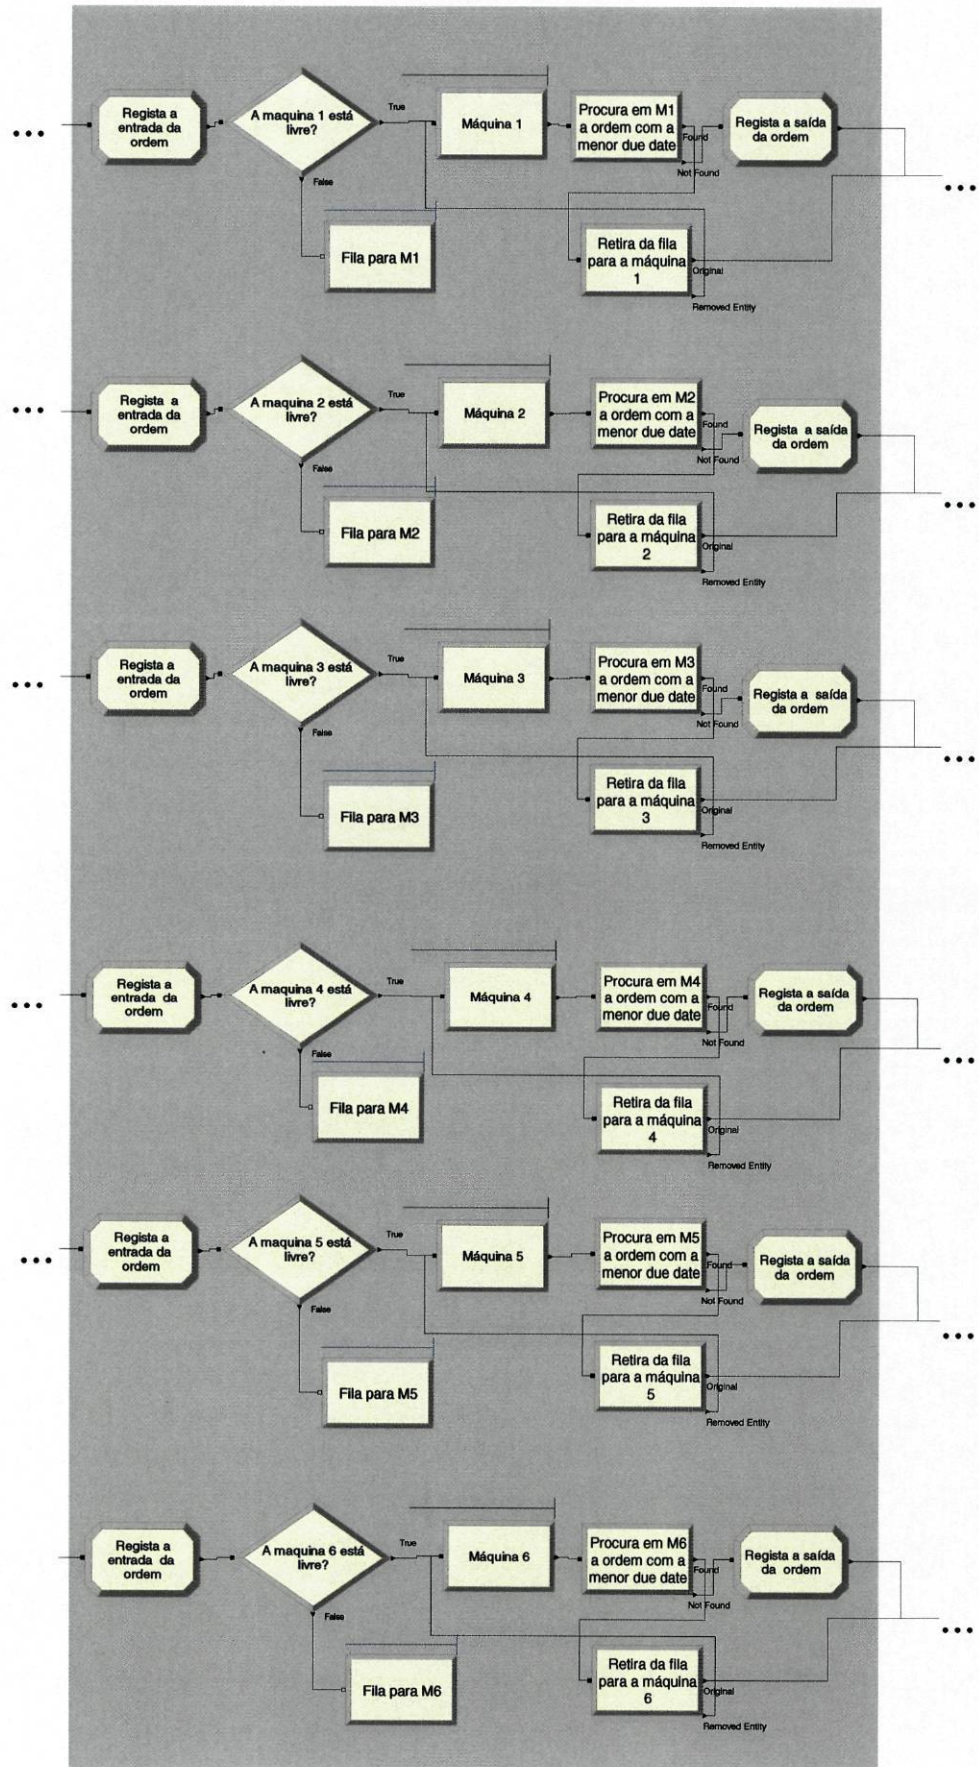 Regista a
entrada da
ordem
A maquina 1 está
livre?
True
False
Máquina 1
Procura em M1
a ordem com a
menor due date
Found
Not Found
Regista a saída
da ordem
Fila para M1
Retira da fila
para a máquina
1
Original
Removed Entity
Regista a
entrada da
ordem
A maquina 2 está
livre?
True
False
Máquina 2
Procura em M2
a ordem com a
menor due date
Found
Not Found
Regista a saída
da ordem
Fila para M2
Retira da fila
para a máquina
2
Original
Removed Entity
Regista a
entrada da
ordem
A maquina 3 está
livre?
True
False
Máquina 3
Procura em M3
a ordem com a
menor due date
Found
Not Found
Regista a saída
da ordem
Fila para M3
Retira da fila
para a máquina
3
Original
Removed Entity
Regista a
entrada da
ordem
A maquina 4 está
livre?
True
False
Máquina 4
Procura em M4
a ordem com a
menor due date
Found
Not Found
Regista a saída
da ordem
Fila para M4
Retira da fila
para a máquina
4
Original
Removed Entity
Regista a
entrada da
ordem
A maquina 5 está
livre?
True
False
Máquina 5
Procura em M5
a ordem com a
menor due date
Found
Not Found
Regista a saída
da ordem
Fila para M5
Retira da fila
para a máquina
5
Original
Removed Entity
Regista a
entrada da
ordem
A maquina 6 está
livre?
True
False
Máquina 6
Procura em M6
a ordem com a
menor due date
Found
Not Found
Regista a saída
da ordem
Fila para M6
Retira da fila
para a máquina
6
Original
Removed Entity